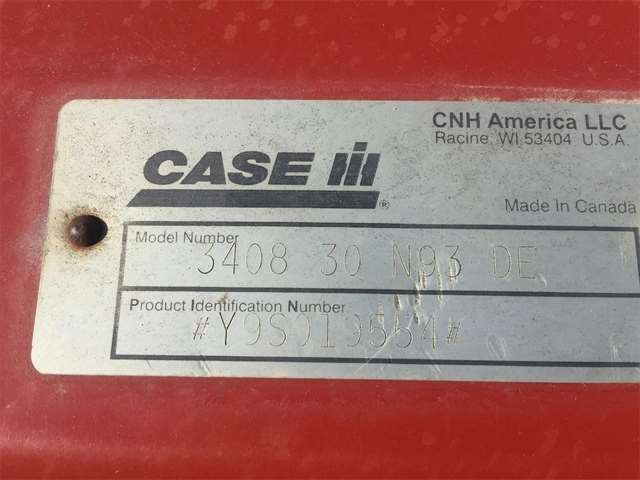 CNH America LLC
Racine, WI 53404 U.S.A.
CASE IH
®
Made In Canada
Model Number
3408 30 N93 DE
Product Identification Number
#Y9S019554#